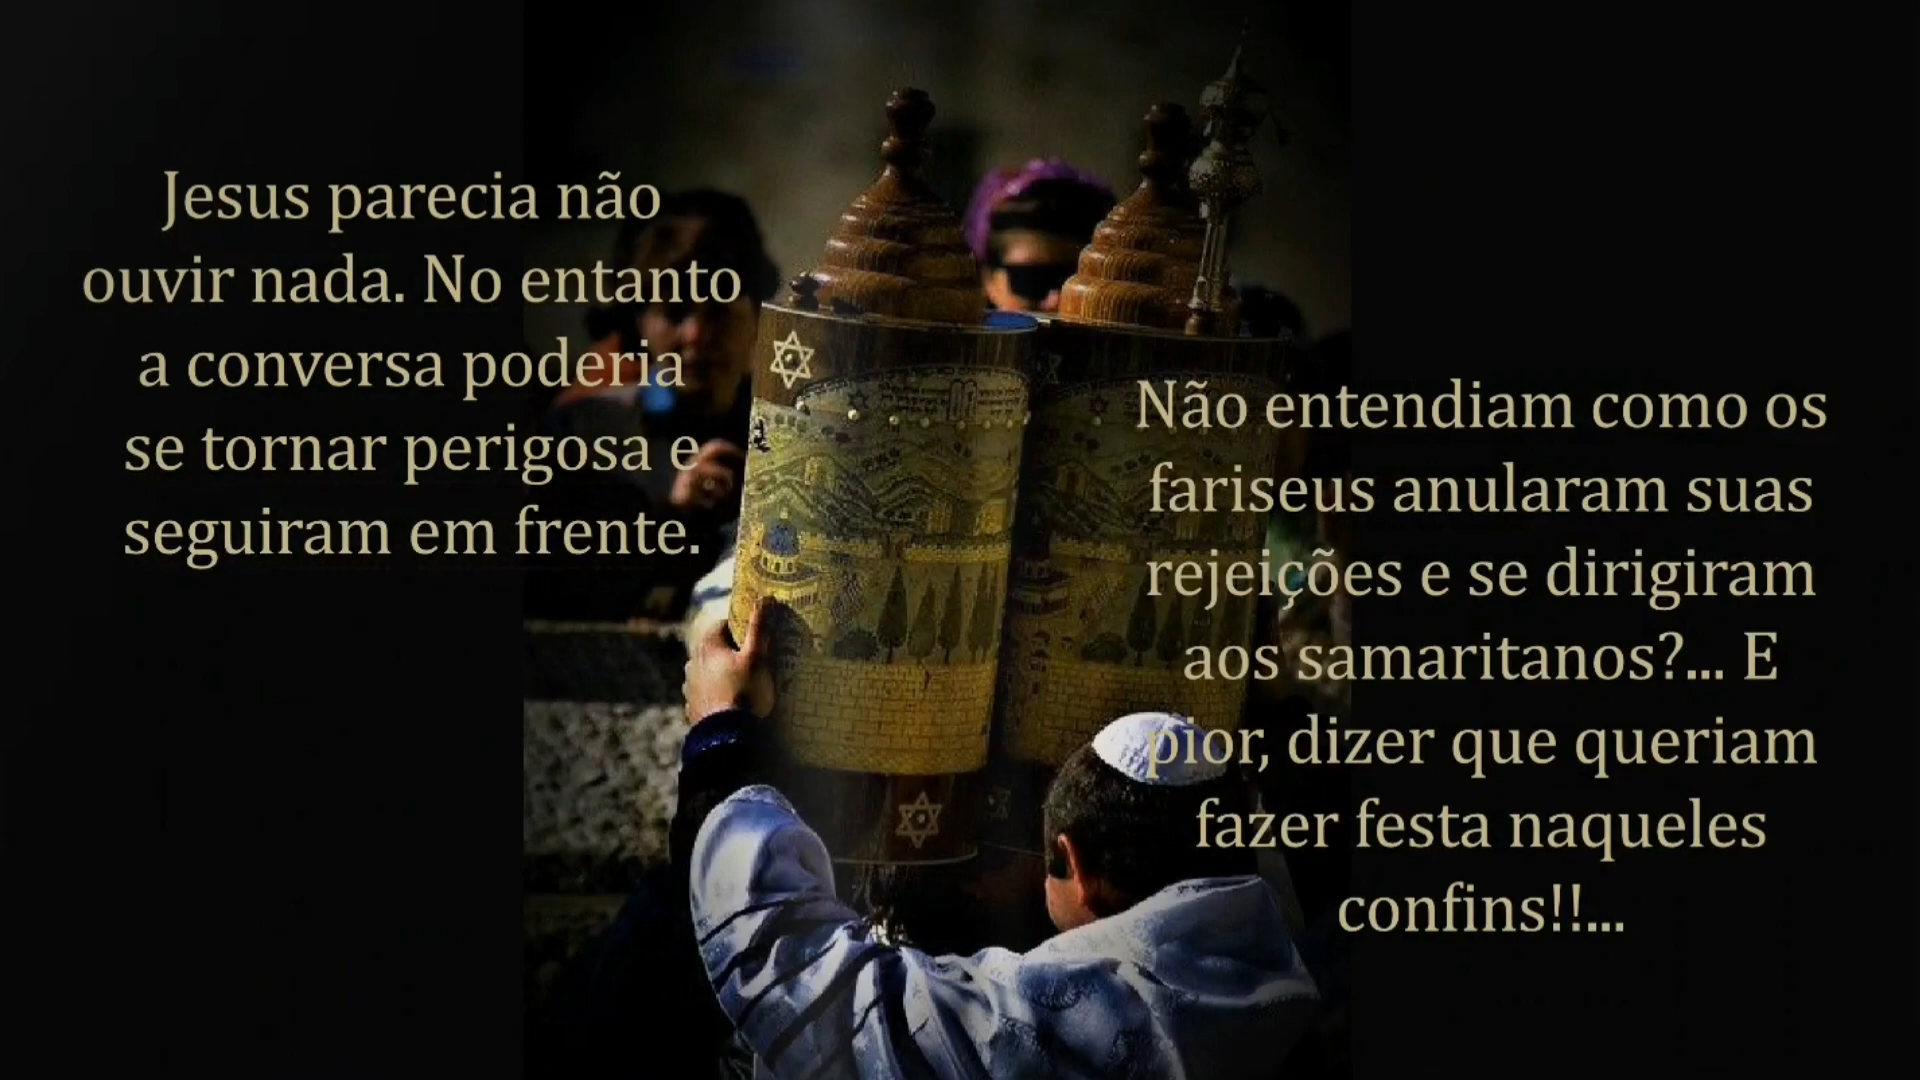 Jesus parecia não
ouvir nada. No entanto
a conversa poderia
se tornar perigosa e
seguiram em frente.
Não entendiam como os
fariseus anularam suas
rejeições e se dirigiram
aos samaritanos?... E
pior, dizer que queriam
fazer festa naqueles
confins!!...